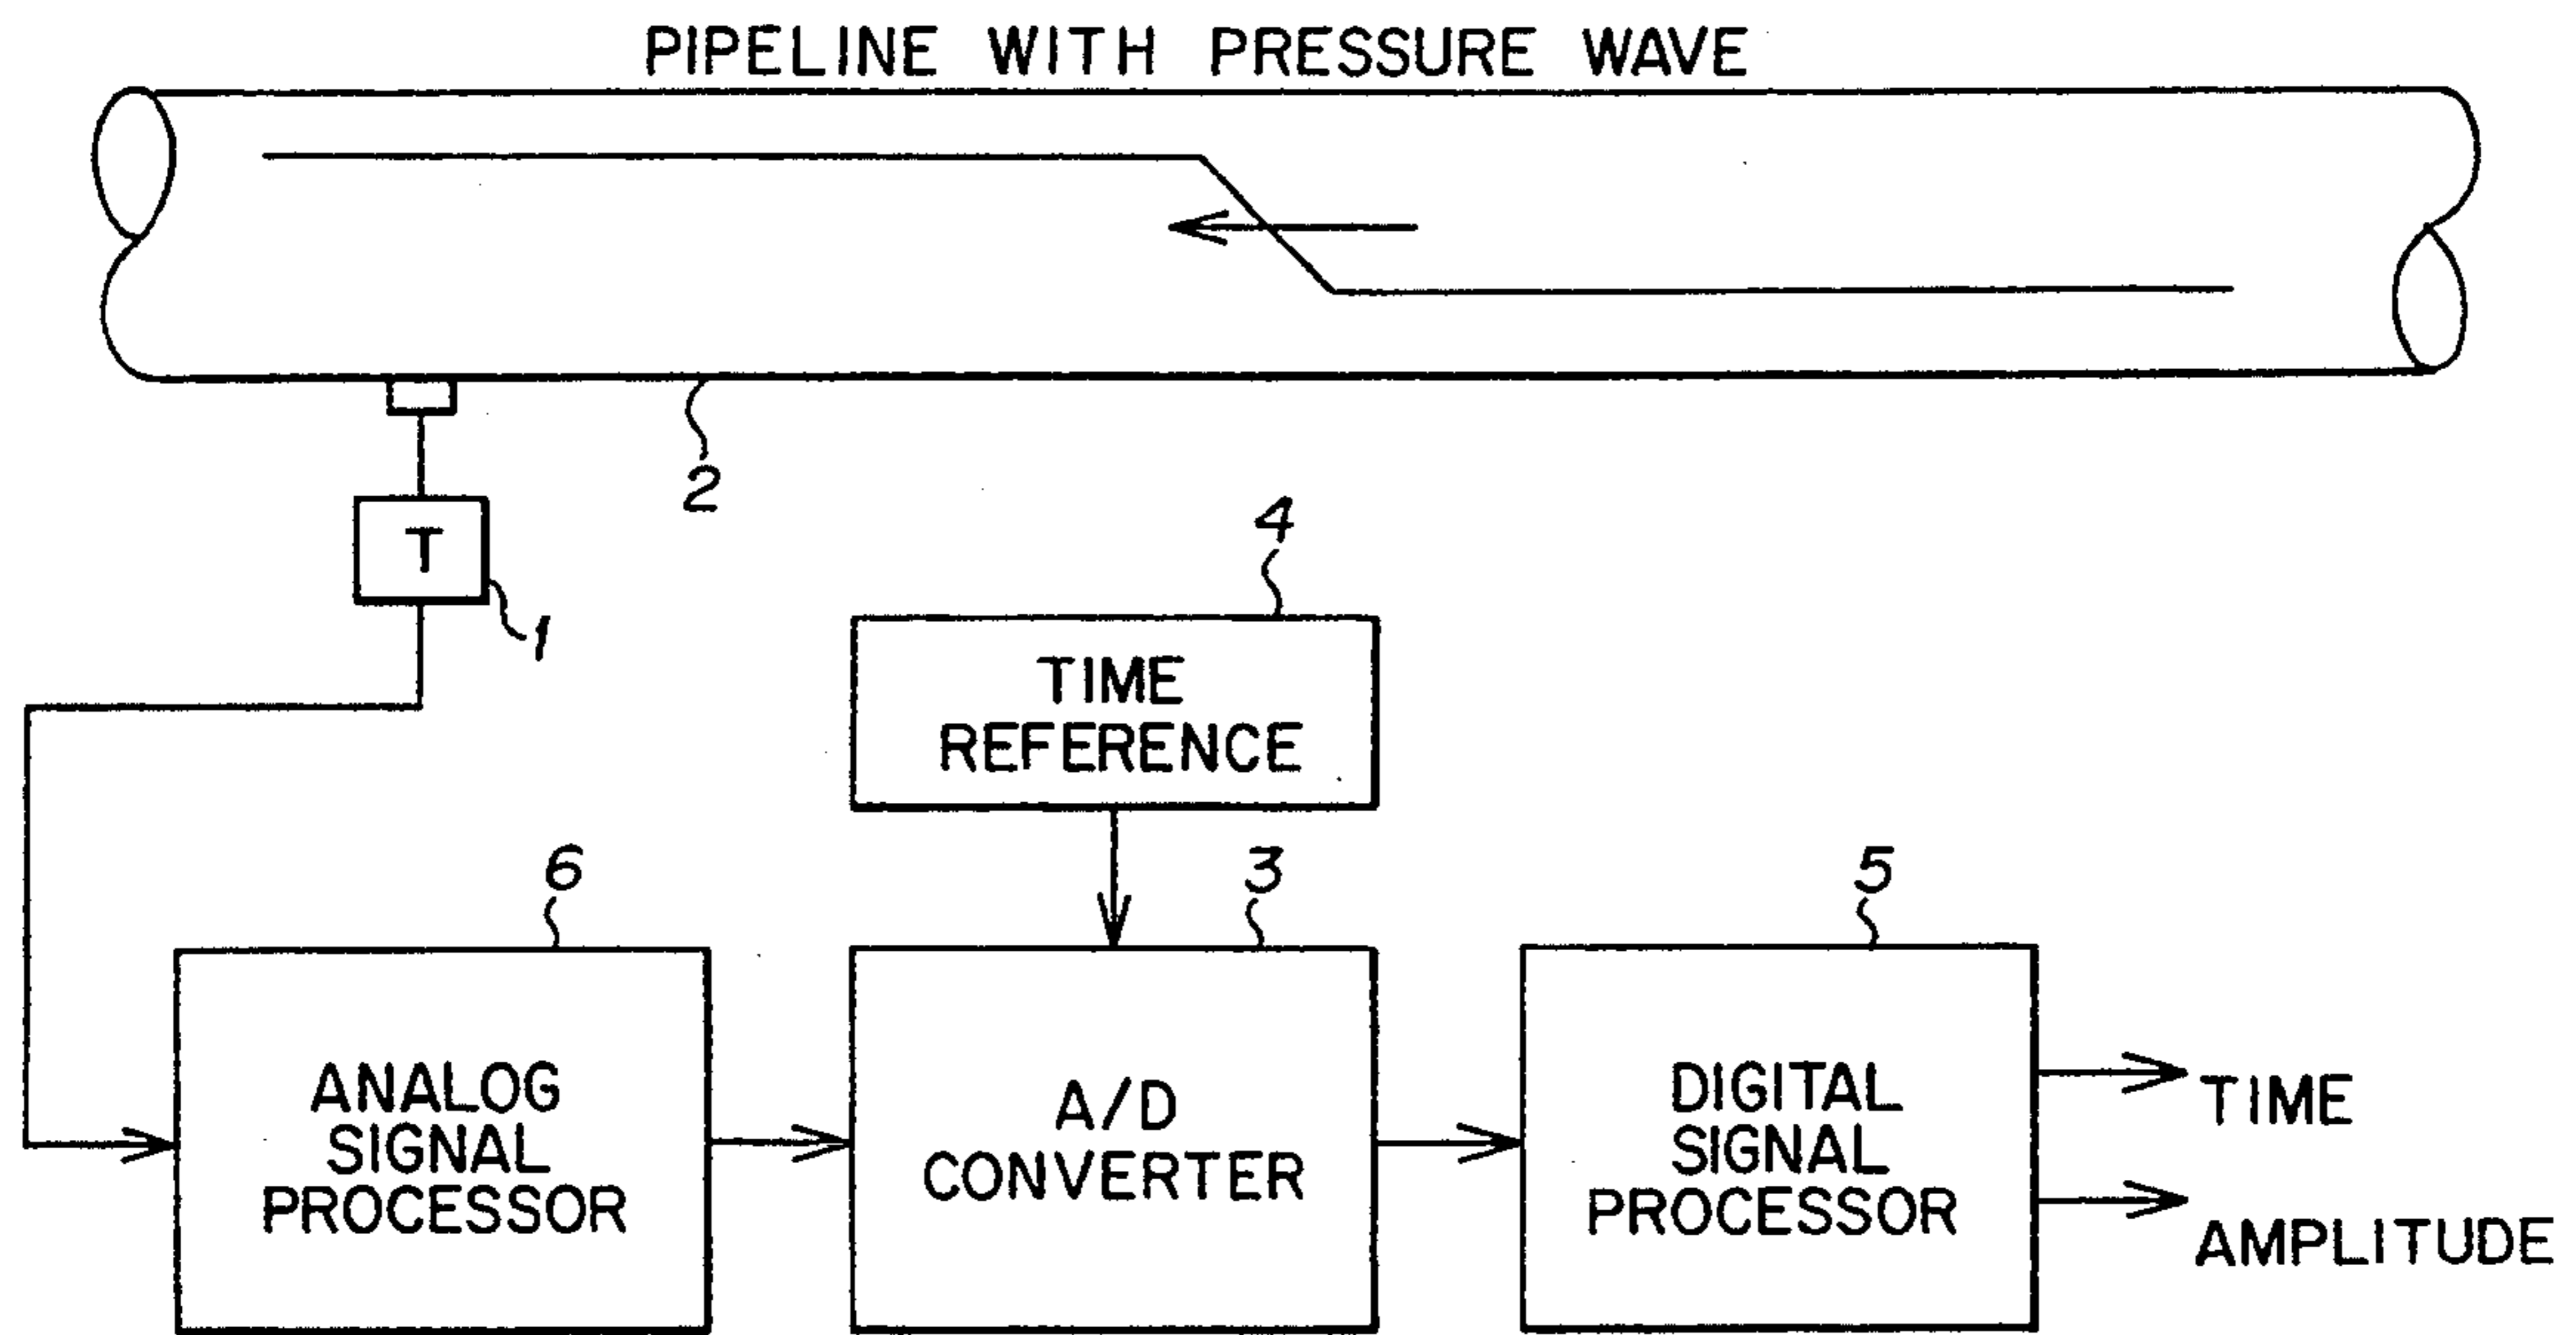 PIPELINE WITH PRESSURE WAVE
2
T
1
4
TIME
REFERENCE
6
3
5
ANALOG
SIGNAL
PROCESSOR
A/D
CONVERTER
DIGITAL
SIGNAL
PROCESSOR
TIME
AMPLITUDE